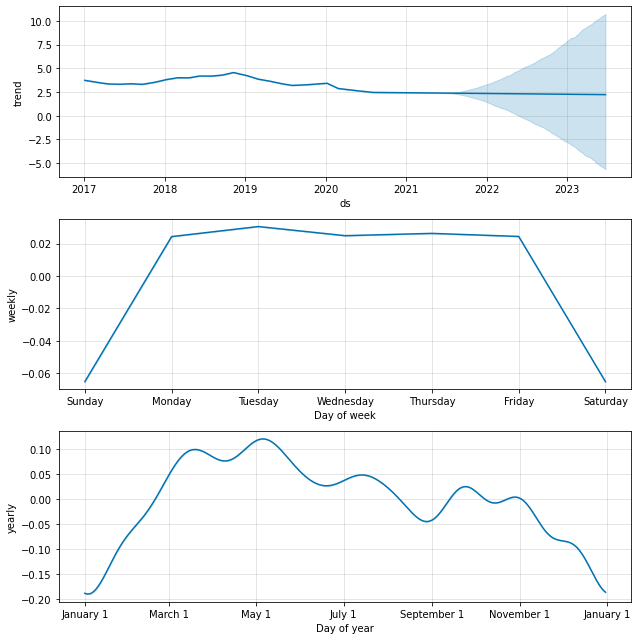 10.0
7.5
5.0
2.5
0.0
−2.5
−5.0
trend
2017 2018 2019 2020 2021 2022 2023
ds
0.02
0.00
−0.02
−0.04
−0.06
weekly
Sunday Monday Tuesday Wednesday Thursday Friday Saturday
Day of week
0.10
0.05
0.00
−0.05
−0.10
−0.15
−0.20
yearly
January 1 March 1 May 1 July 1 September 1 November 1 January 1
Day of year